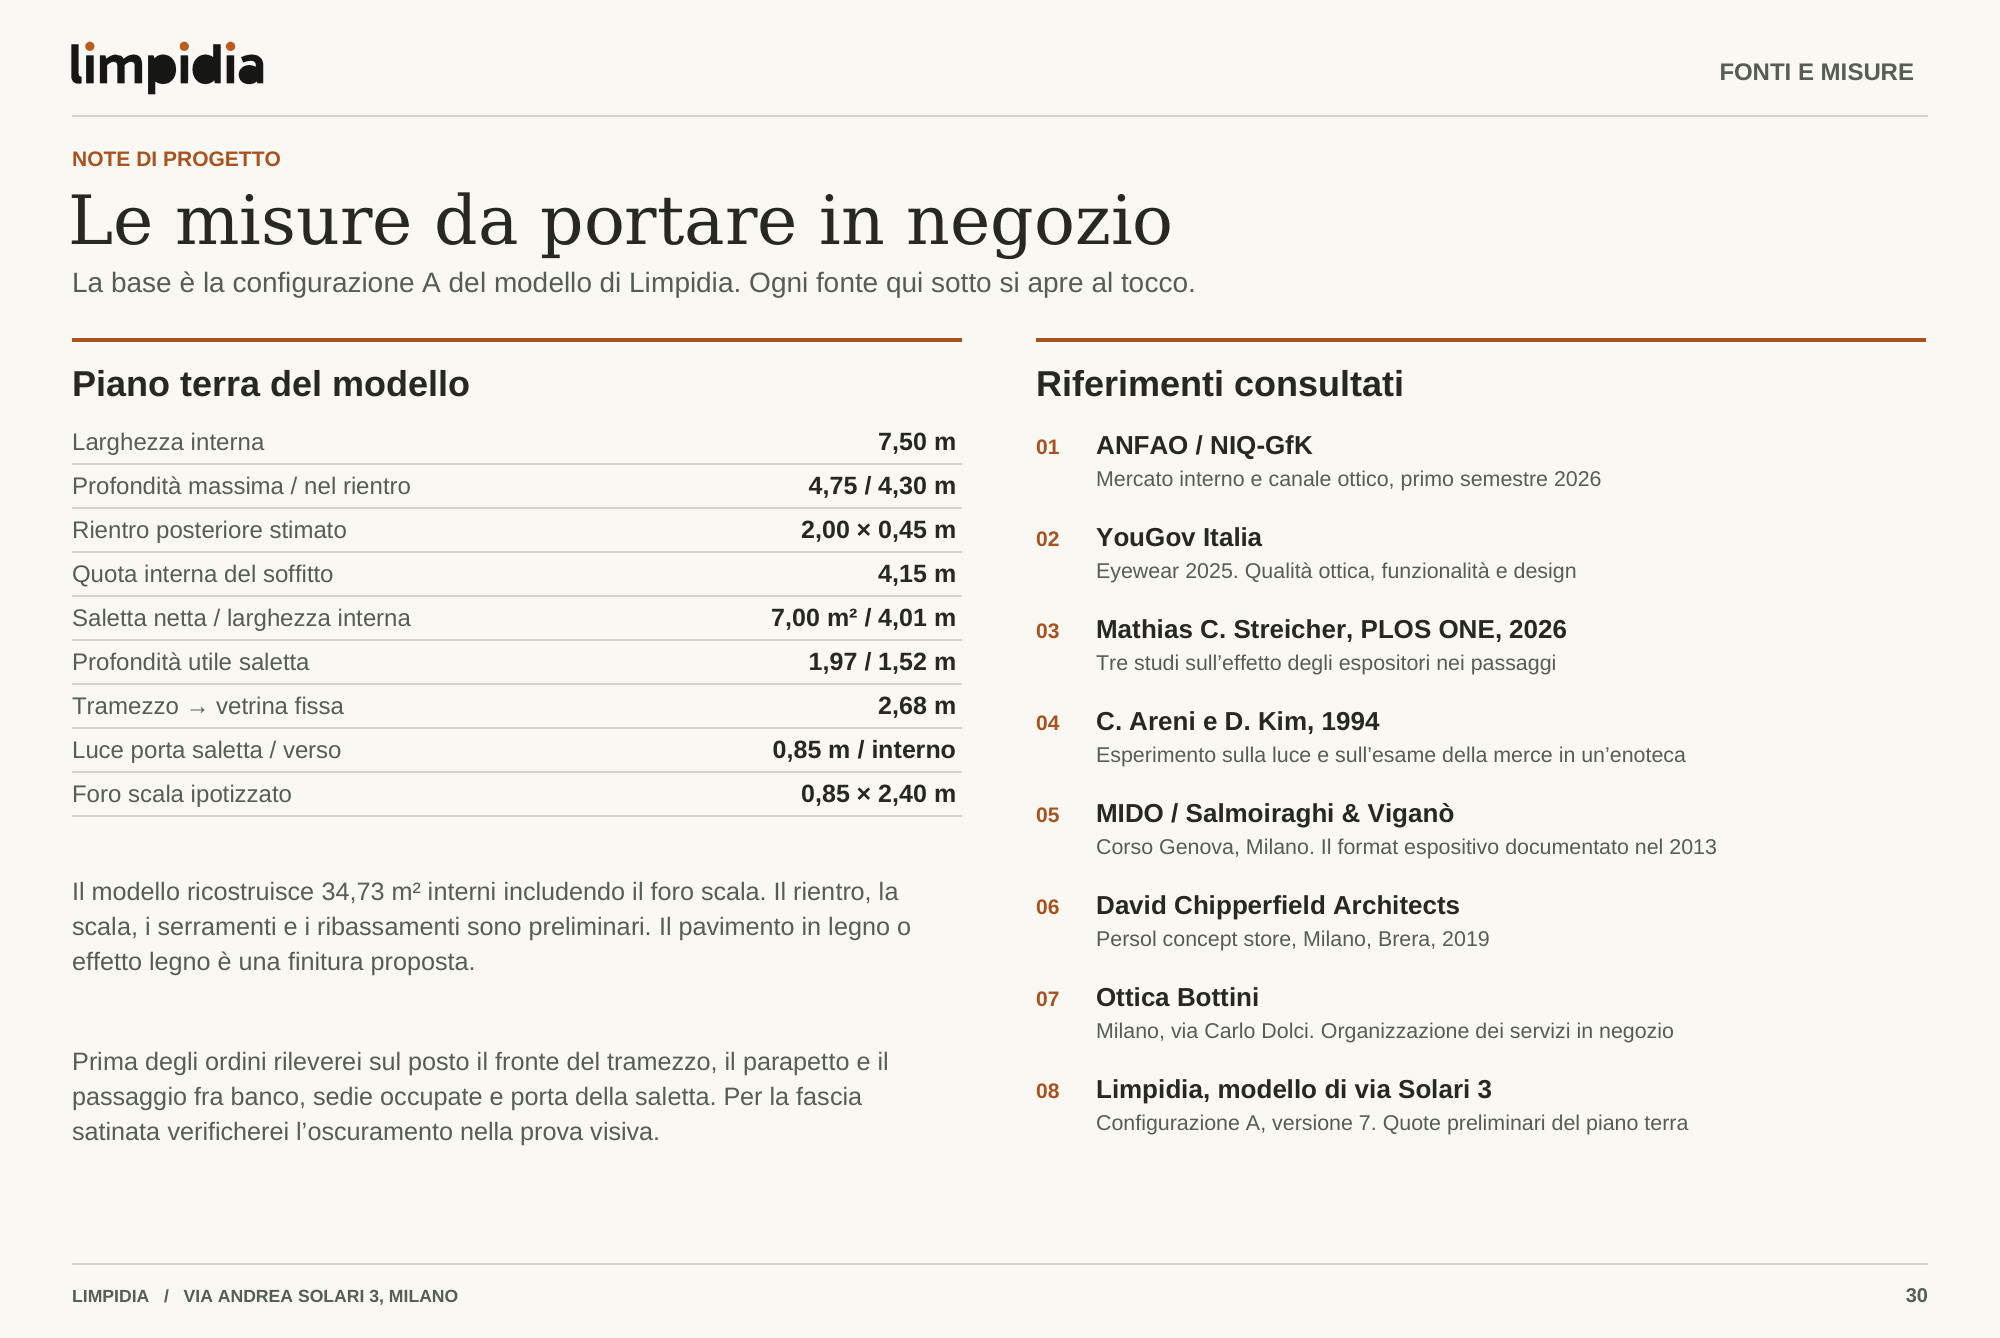 limpidia
FONTI E MISURE
NOTE DI PROGETTO
Le misure da portare in negozio
La base è la configurazione A del modello di Limpidia. Ogni fonte qui sotto si apre al tocco.
Piano terra del modello
Larghezza interna 7,50 m
Profondità massima / nel rientro 4,75 / 4,30 m
Rientro posteriore stimato 2,00 × 0,45 m
Quota interna del soffitto 4,15 m
Saletta netta / larghezza interna 7,00 m² / 4,01 m
Profondità utile saletta 1,97 / 1,52 m
Tramezzo → vetrina fissa 2,68 m
Luce porta saletta / verso 0,85 m / interno
Foro scala ipotizzato 0,85 × 2,40 m
Il modello ricostruisce 34,73 m² interni includendo il foro scala. Il rientro, la
scala, i serramenti e i ribassamenti sono preliminari. Il pavimento in legno o
effetto legno è una finitura proposta.
Prima degli ordini rileverei sul posto il fronte del tramezzo, il parapetto e il
passaggio fra banco, sedie occupate e porta della saletta. Per la fascia
satinata verificherei l’oscuramento nella prova visiva.
Riferimenti consultati
01 ANFAO / NIQ-GfK
Mercato interno e canale ottico, primo semestre 2026
02 YouGov Italia
Eyewear 2025. Qualità ottica, funzionalità e design
03 Mathias C. Streicher, PLOS ONE, 2026
Tre studi sull’effetto degli espositori nei passaggi
04 C. Areni e D. Kim, 1994
Esperimento sulla luce e sull’esame della merce in un’enoteca
05 MIDO / Salmoiraghi & Viganò
Corso Genova, Milano. Il format espositivo documentato nel 2013
06 David Chipperfield Architects
Persol concept store, Milano, Brera, 2019
07 Ottica Bottini
Milano, via Carlo Dolci. Organizzazione dei servizi in negozio
08 Limpidia, modello di via Solari 3
Configurazione A, versione 7. Quote preliminari del piano terra
LIMPIDIA / VIA ANDREA SOLARI 3, MILANO
30